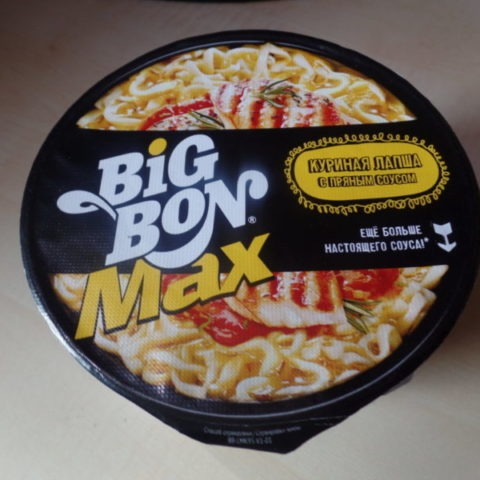 BiG
BON®
Max
КУРИНАЯ ЛАПША
С ПРЯНЫМ СОУСОМ
ЕЩЁ БОЛЬШЕ
НАСТОЯЩЕГО СОУСА!*